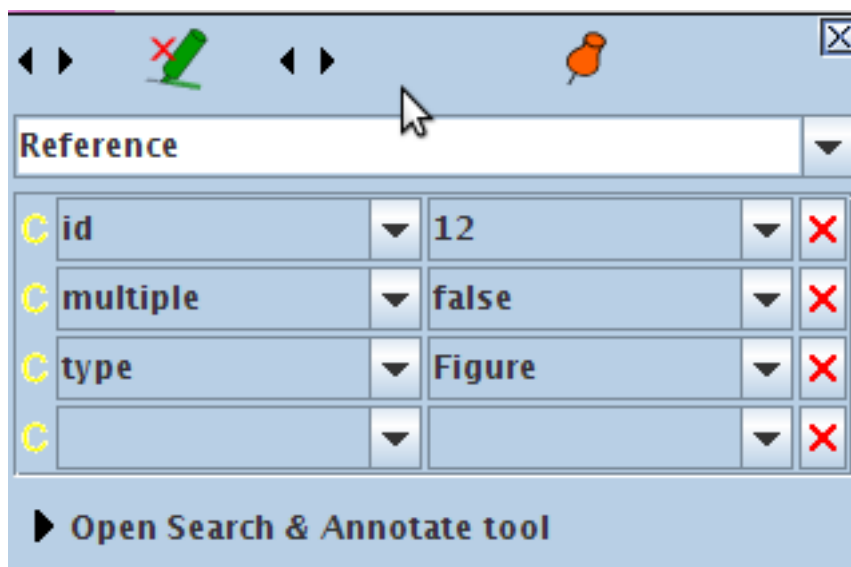 Reference
C id 12
C multiple false
C type Figure
C
Open Search & Annotate tool